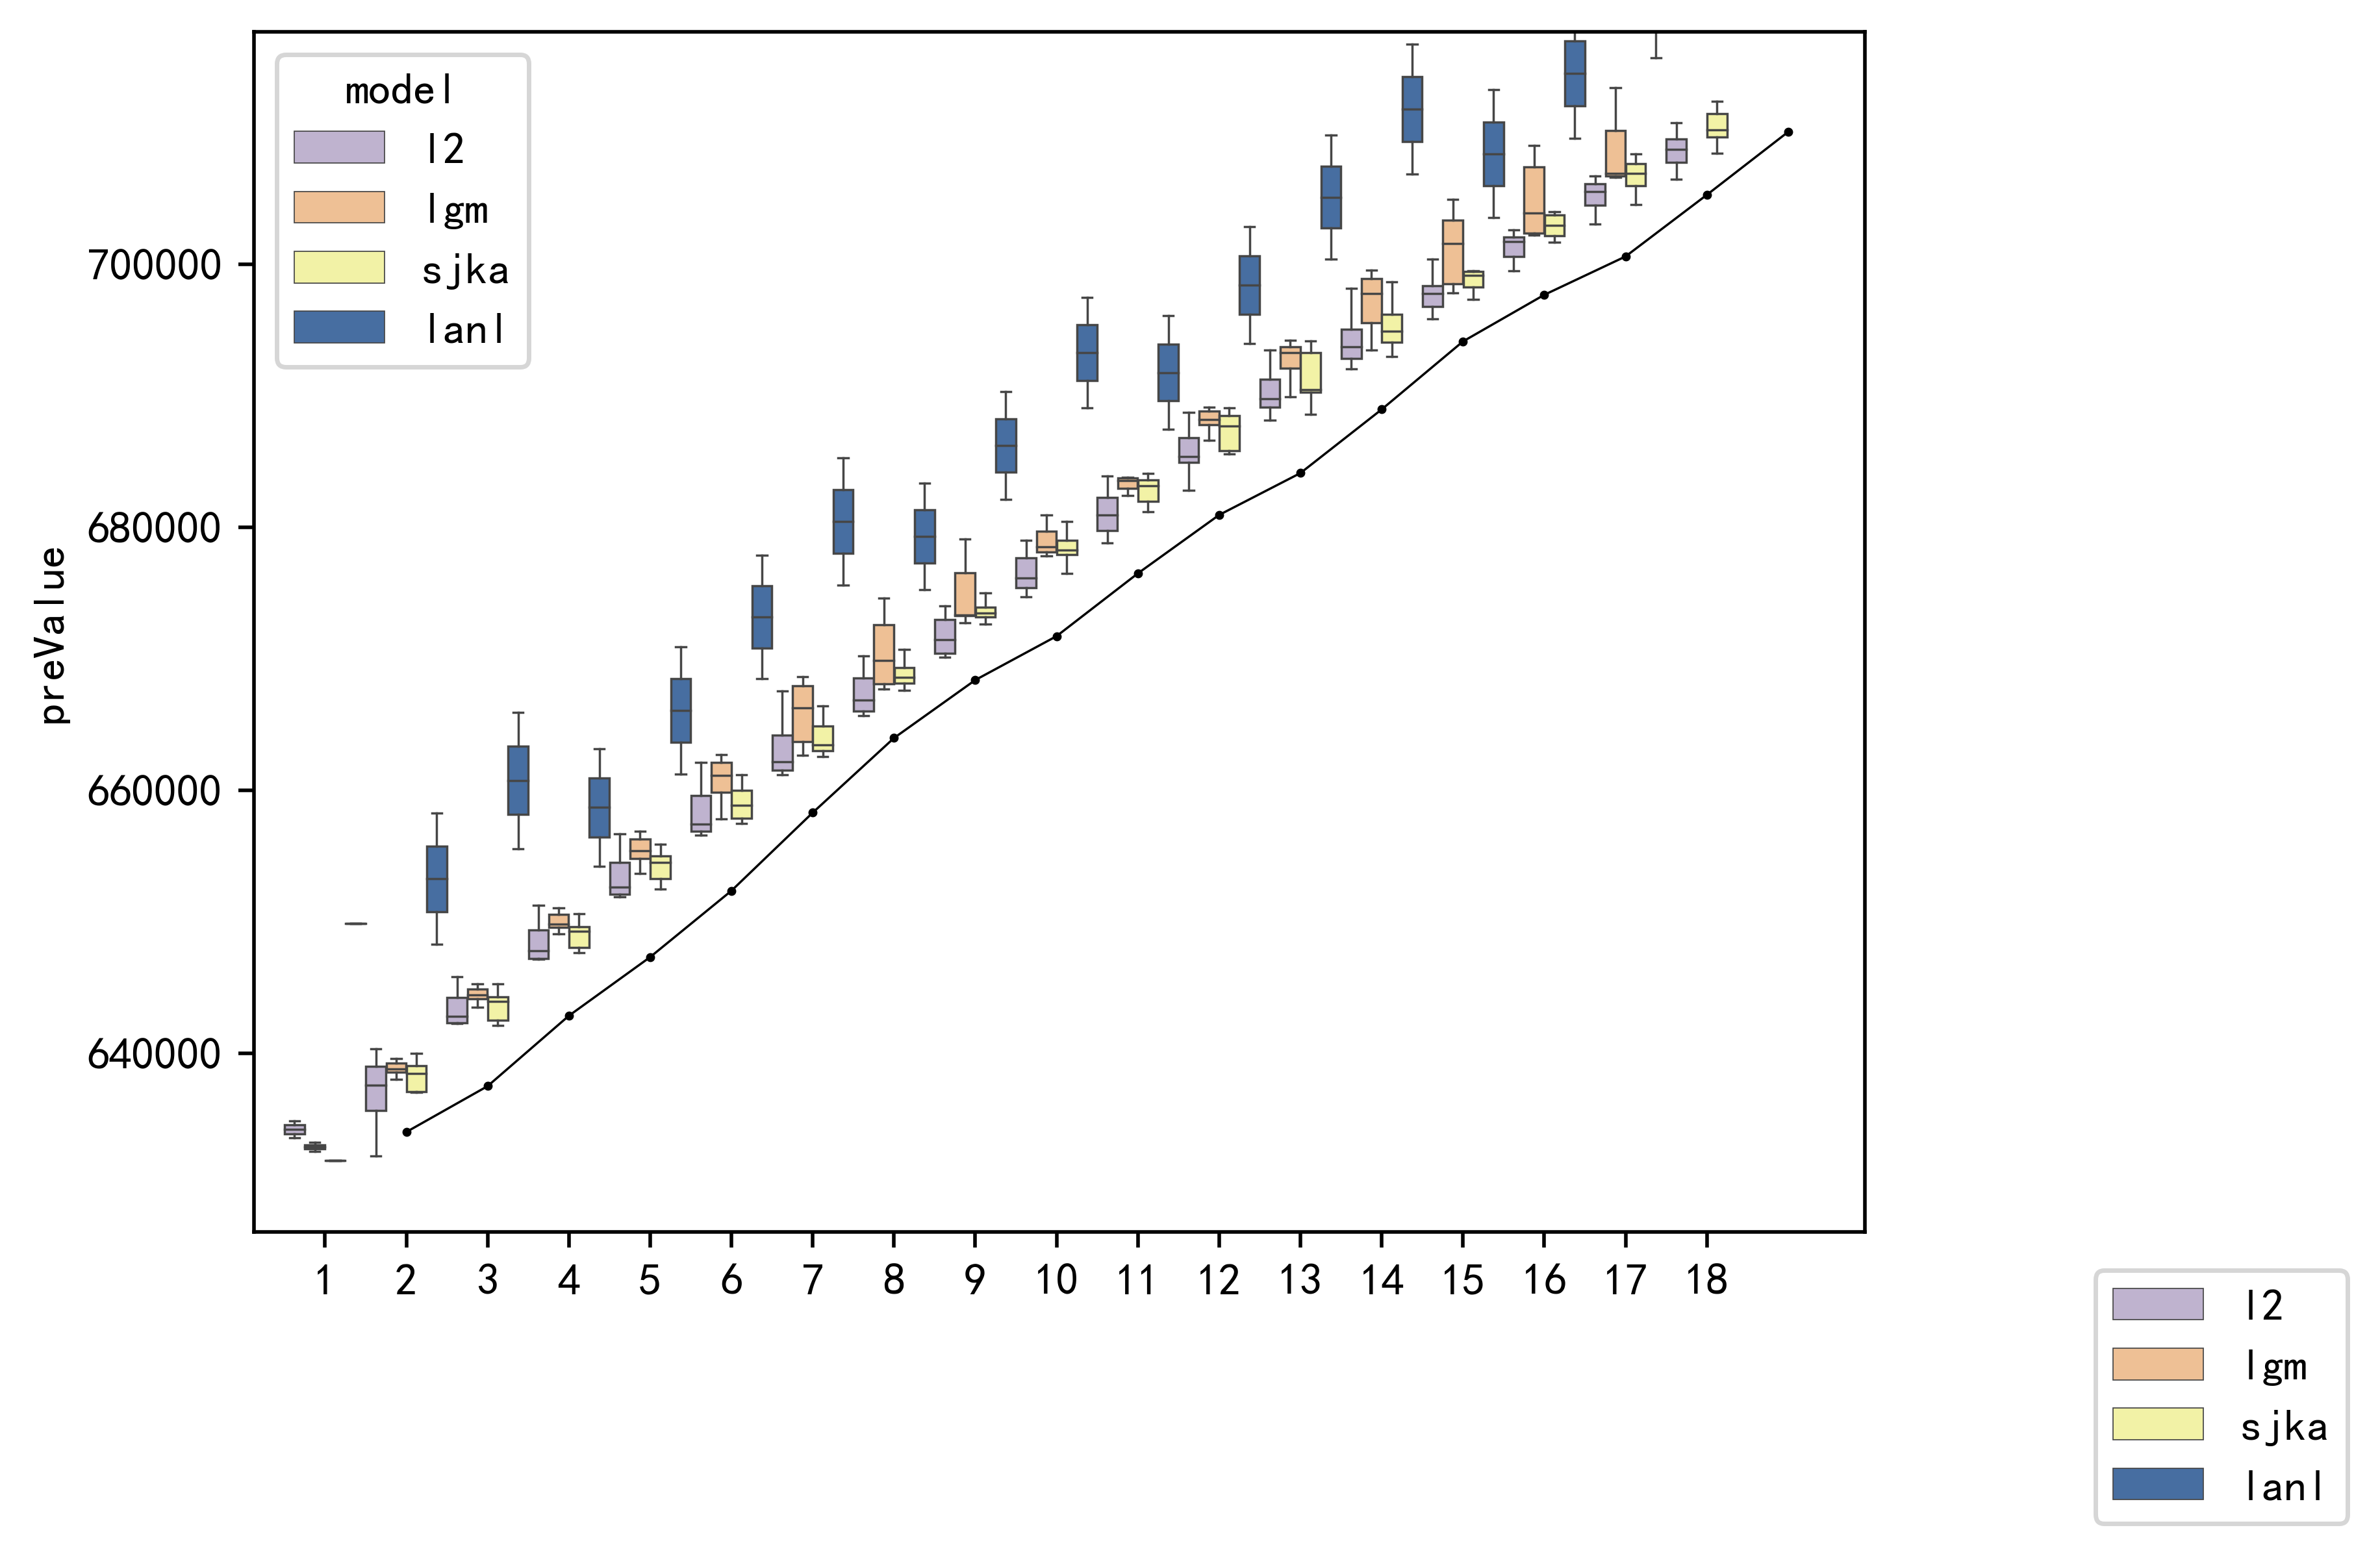 model
l2
lgm
sjka
lanl
700000
680000
660000
640000
preValue
1 2 3 4 5 6 7 8 9 10 11 12 13 14 15 16 17 18
l2
lgm
sjka
lanl